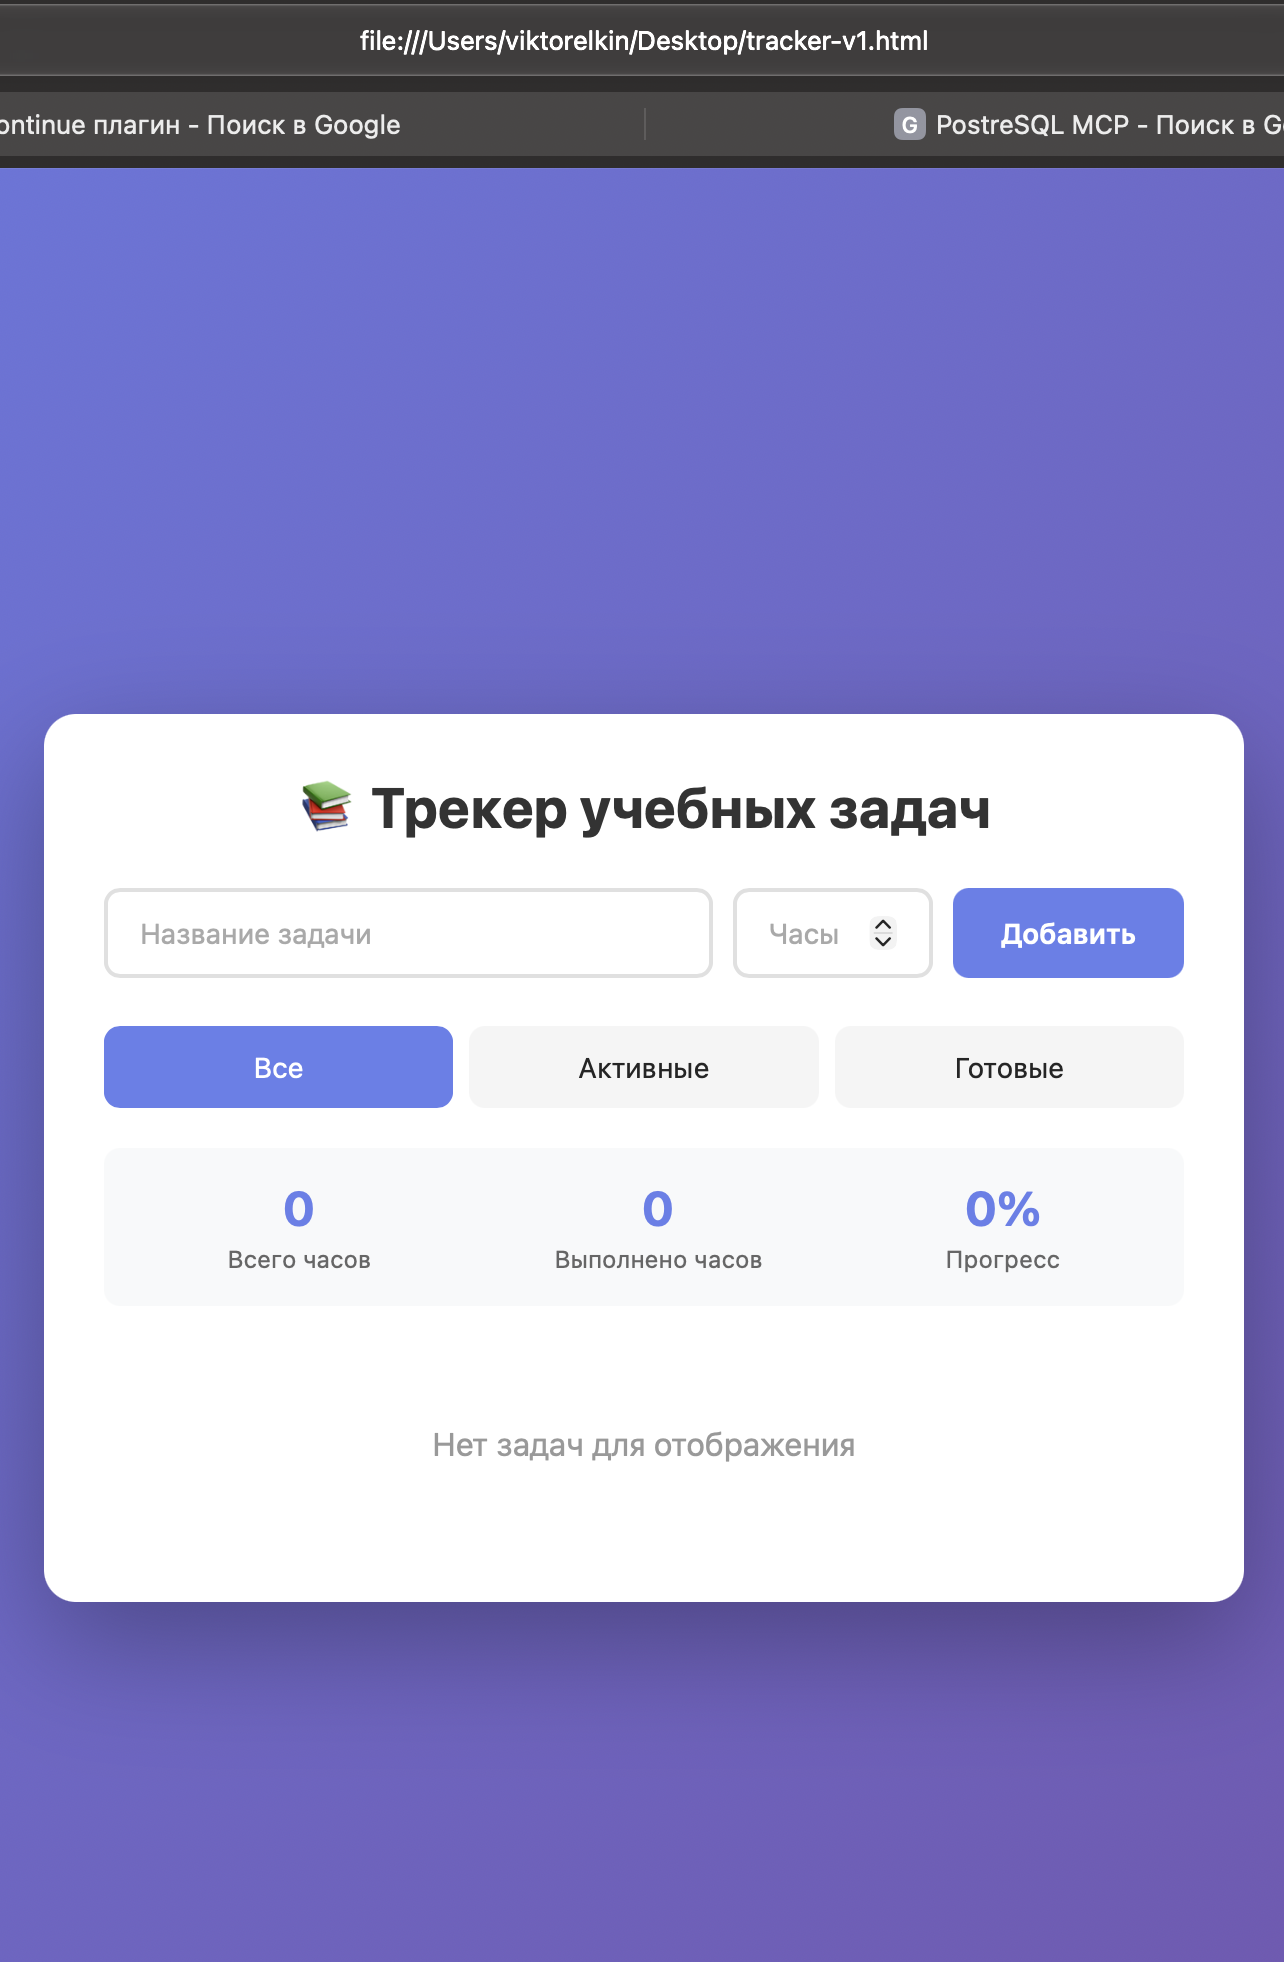 file:///Users/viktorelkin/Desktop/tracker-v1.html
ontinue плагин - Поиск в Google
G PostreSQL MCP - Поиск в G
📚 Трекер учебных задач
Название задачи
Часы
Добавить
Все
Активные
Готовые
0
0
0%
Всего часов
Выполнено часов
Прогресс
Нет задач для отображения